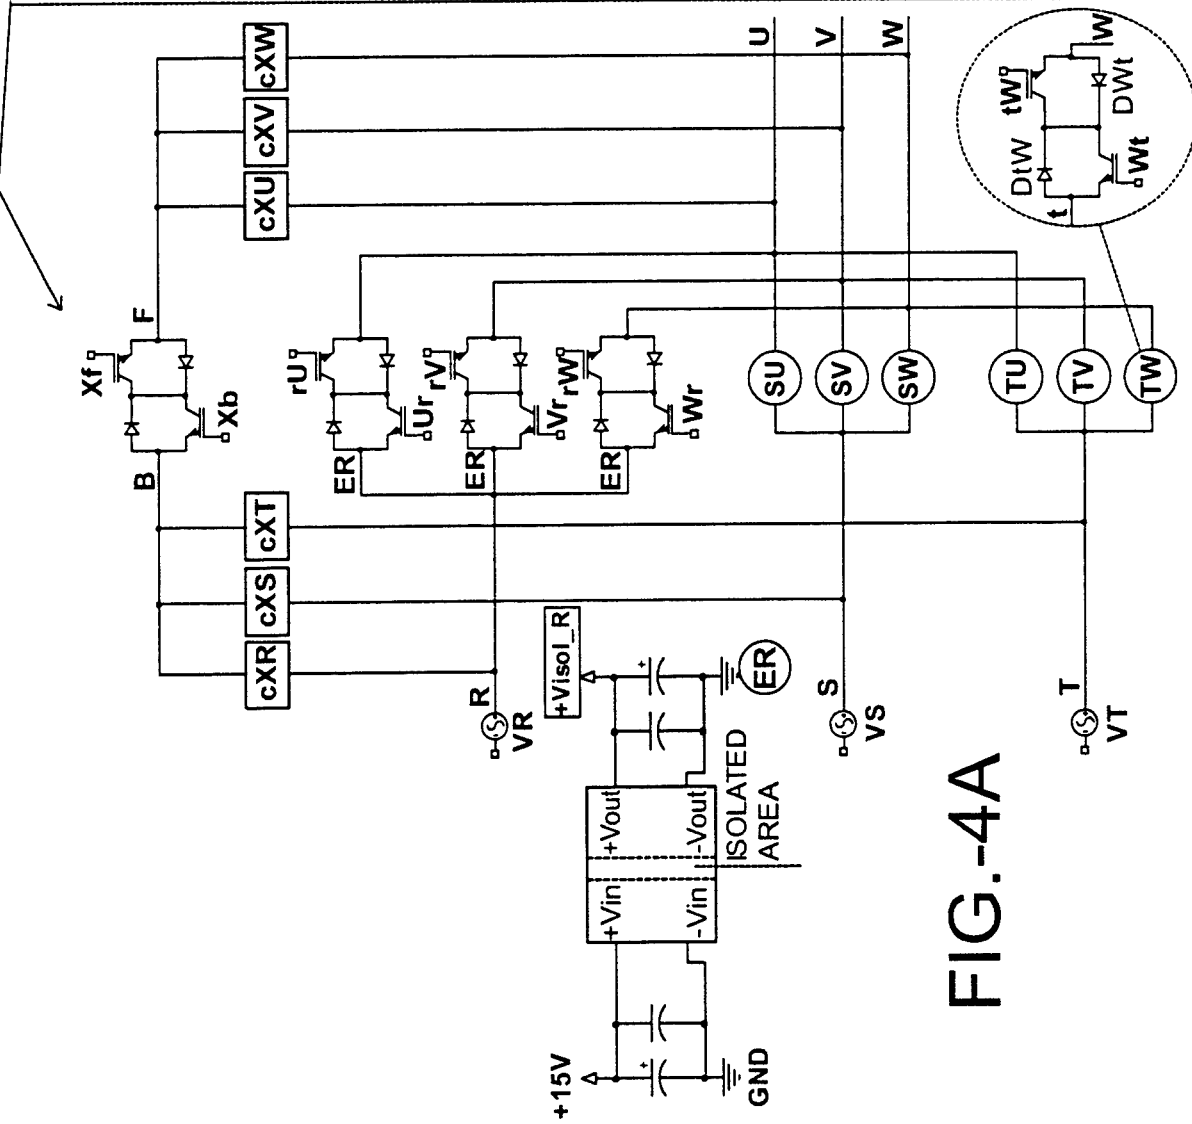 cXW
cXV
cXU
F
Xf
Xb
B
cXT
cXS
cXR
rU
Ur
ER
rV
Vr
ER
rW
Wr
ER
U
V
W
SU
SV
SW
TU
TV
TW
tW
W
DtW
DWt
Wt
t
R
VR
S
VS
T
VT
+Visol_R
ER
+Vin
+Vout
-Vin
-Vout
ISOLATED
AREA
+15V
GND
FIG.-4A